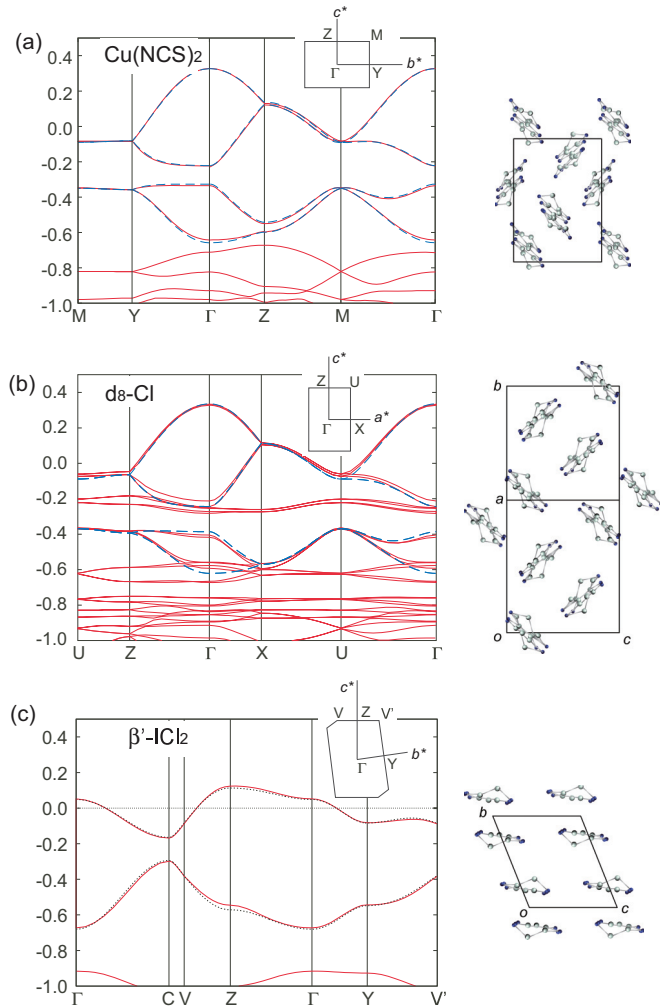 (a)
Cu(NCS)2
c*
Z M
Γ Y b*
0.4
0.2
0.0
-0.2
-0.4
-0.6
-0.8
-1.0
M Y Γ Z M Γ
(b)
d8-Cl
c*
Z U
Γ X a*
0.4
0.2
0.0
-0.2
-0.4
-0.6
-0.8
-1.0
U Z Γ X U Γ
b
a
o c
(c)
β'-ICl2
c*
V Z V'
Γ Y b*
0.4
0.2
0.0
-0.2
-0.4
-0.6
-0.8
-1.0
Γ C V Z Γ Y V'
b
o c